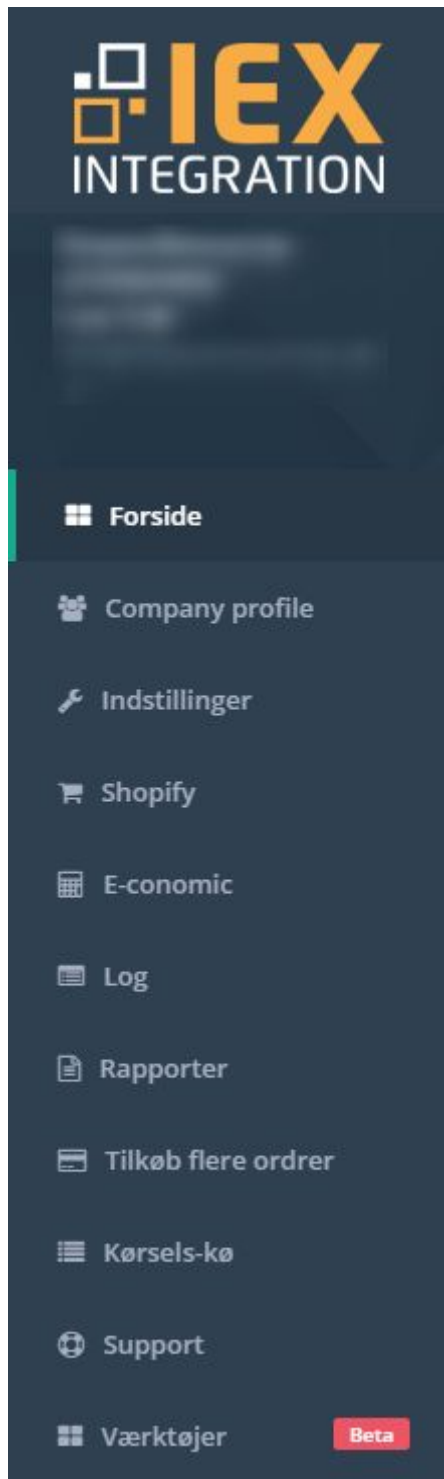 IEX
INTEGRATION
Forside
Company profile
Indstillinger
Shopify
E-conomic
Log
Rapporter
Tilkøb flere ordrer
Kørsels-kø
Support
Værktøjer Beta